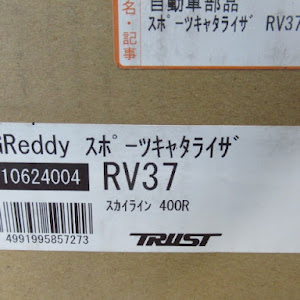 名・記事
自動車部品
ｽﾎﾟｰﾂｷｬﾀﾗｲｻﾞ RV37
GReddy ｽﾎﾟｰﾂｷｬﾀﾗｲｻﾞ
10624004 RV37
ｽｶｲﾗｲﾝ 400R
4991995857273
TRUST